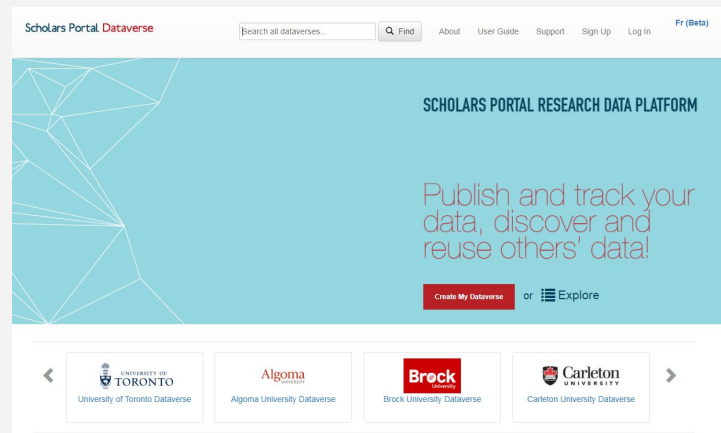 Scholars Portal Dataverse
Search all dataverses...
Find
About
User Guide
Support
Sign Up
Log In
Fr (Beta)
SCHOLARS PORTAL RESEARCH DATA PLATFORM
Publish and track your
data, discover and
reuse others' data!
Create My Dataverse
or
Explore
UNIVERSITY OF
TORONTO
University of Toronto Dataverse
Algoma
UNIVERSITY
Algoma University Dataverse
Brock
University
Brock University Dataverse
Carleton
UNIVERSITY
Carleton University Dataverse